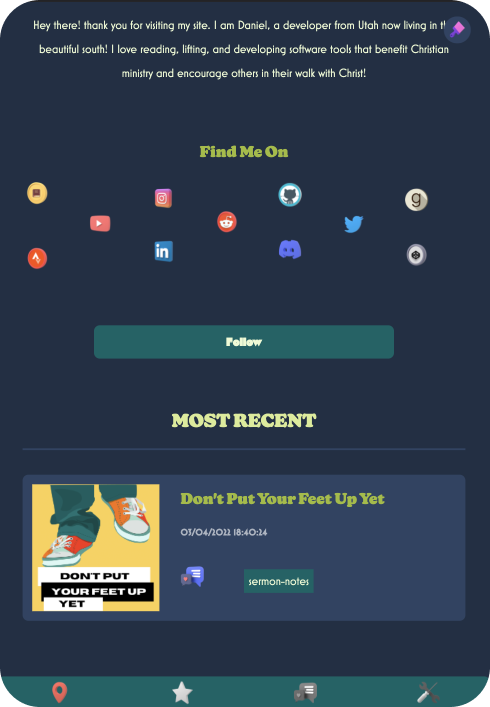 Hey there! thank you for visiting my site. I am Daniel, a developer from Utah now living in
beautiful south! I love reading, lifting, and developing software tools that benefit Christian
ministry and encourage others in their walk with Christ!
Find Me On
g
in
Follow
MOST RECENT
Don't Put Your Feet Up Yet
03/04/2022 18:40:24
DON'T PUT
YOUR FEET UP
YET
sermon-notes